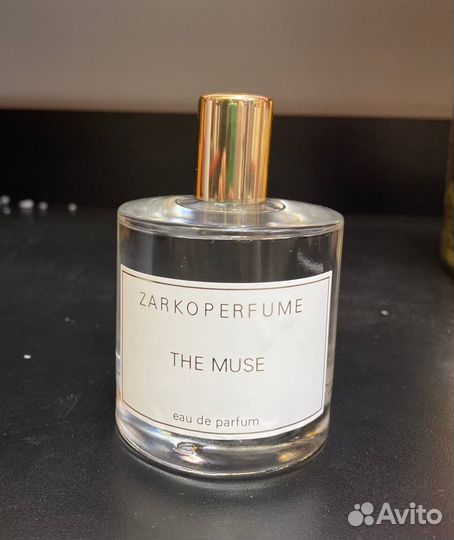 ZARKOPERFUME
THE MUSE
eau de parfum
Avito